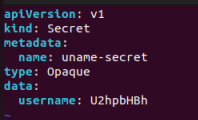 apiVersion: v1
kind: Secret
metadata:
  name: uname-secret
type: Opaque
data:
  username: U2hpbHBh
~